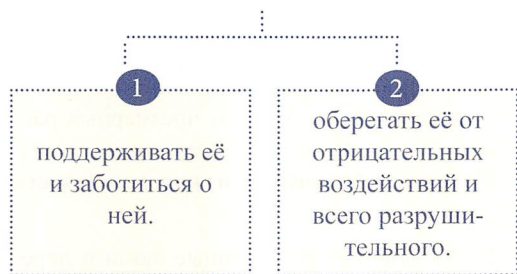 1
поддерживать её
и заботиться о
ней.
2
оберегать её от
отрицательных
воздействий и
всего разруши-
тельного.